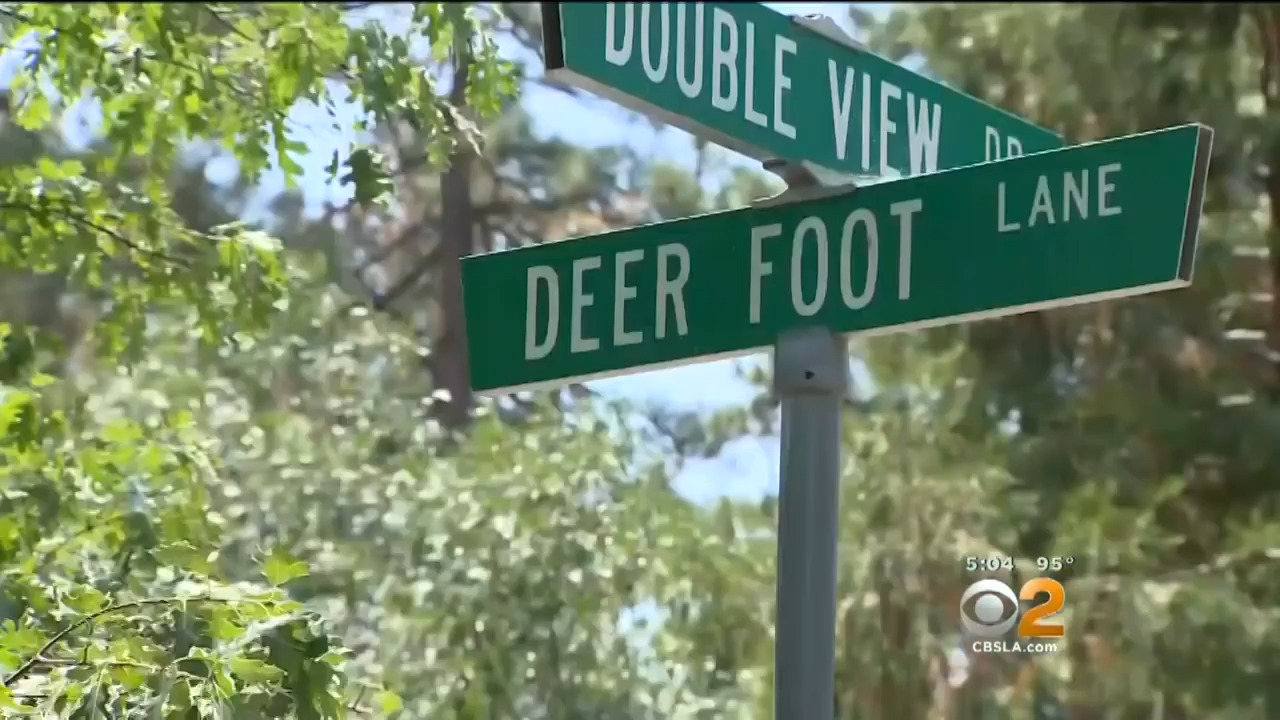 DOUBLE VIEW DR
DEER FOOT LANE
5:04 95°
2
CBSLA.com